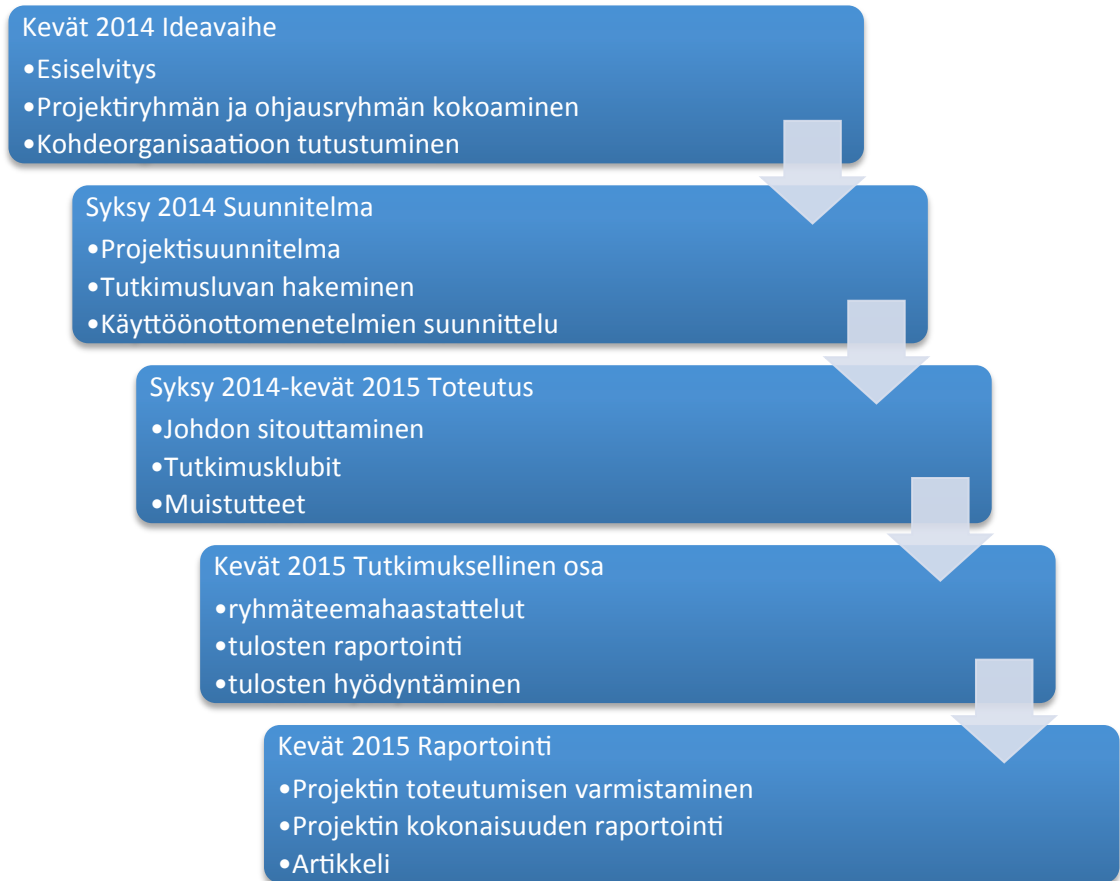 Kevät 2014 Ideavaihe
•Esiselvitys
•Projektiryhmän ja ohjausryhmän kokoaminen
•Kohdeorganisaatioon tutustuminen
Syksy 2014 Suunnitelma
•Projektisuunnitelma
•Tutkimusluvan hakeminen
•Käyttöönottomenetelmien suunnittelu
Syksy 2014-kevät 2015 Toteutus
•Johdon sitouttaminen
•Tutkimusklubit
•Muistutteet
Kevät 2015 Tutkimuksellinen osa
•ryhmäteemahaastattelut
•tulosten raportointi
•tulosten hyödyntäminen
Kevät 2015 Raportointi
•Projektin toteutumisen varmistaminen
•Projektin kokonaisuuden raportointi
•Artikkeli